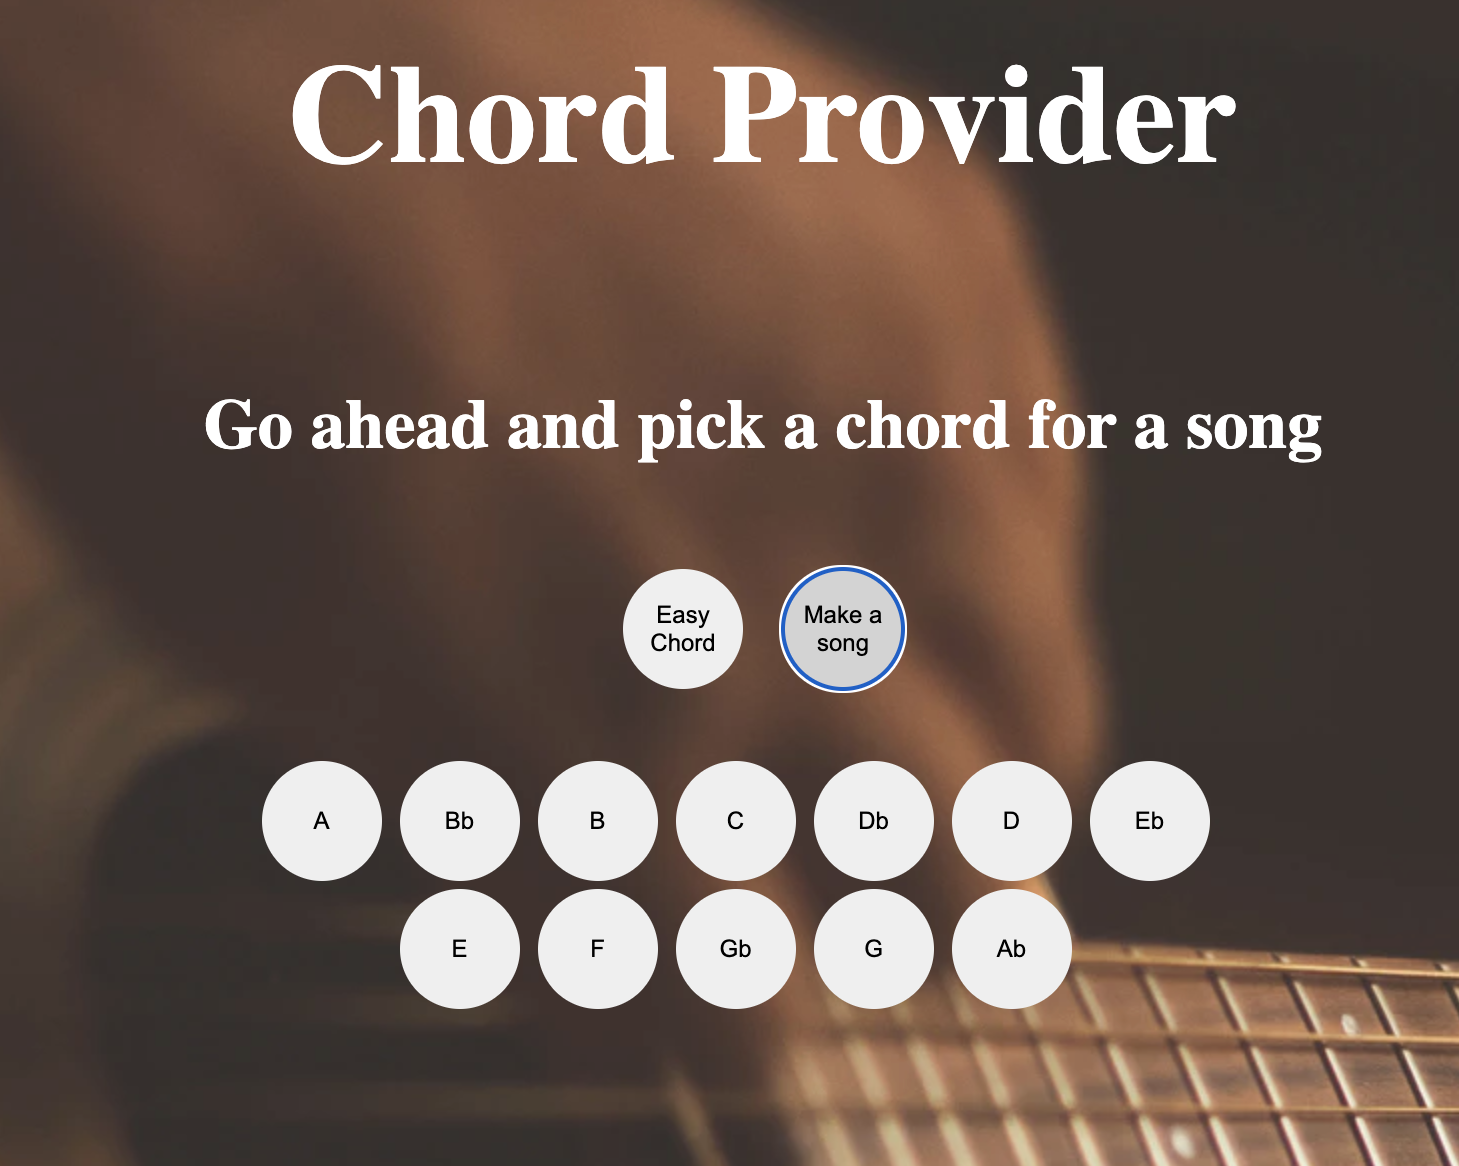 Chord Provider
Go ahead and pick a chord for a song
Easy
Chord
Make a
song
A Bb B C Db D Eb
E F Gb G Ab